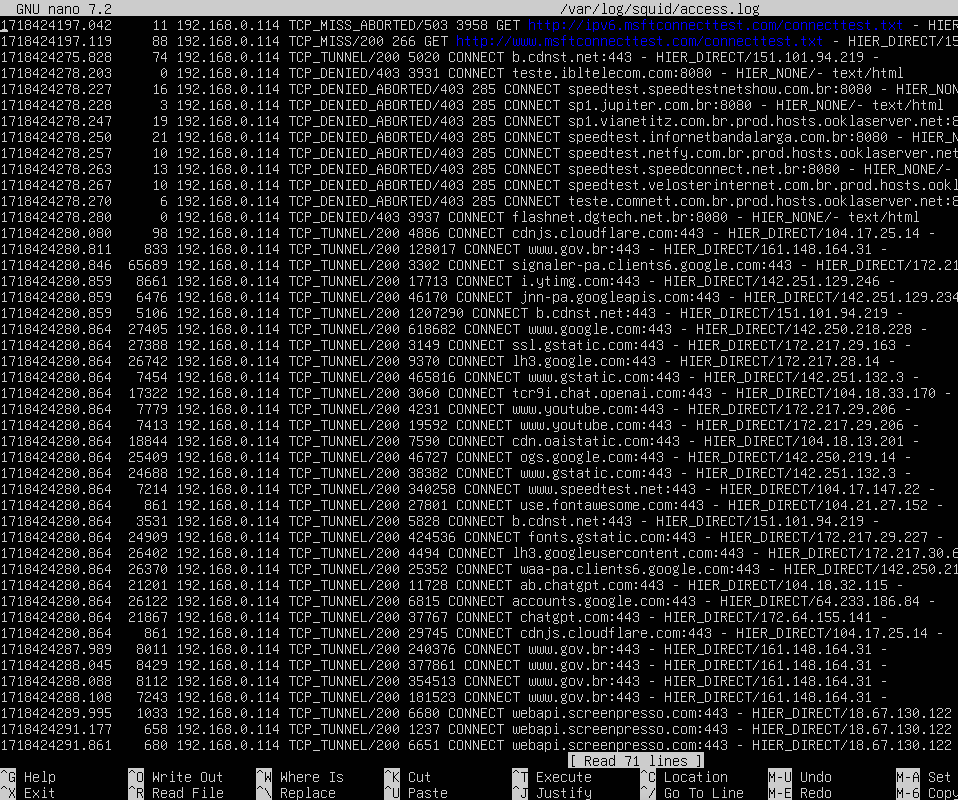 GNU nano 7.2 /var/log/squid/access.log
1718424197.042 11 192.168.0.114 TCP_MISS_ABORTED/503 3958 GET http://ipv6.msftconnecttest.com/connecttest.txt - HIER
1718424197.119 88 192.168.0.114 TCP_MISS/200 266 GET http://www.msftconnecttest.com/connecttest.txt - HIER_DIRECT/15
1718424275.828 74 192.168.0.114 TCP_TUNNEL/200 5020 CONNECT b.cdnst.net:443 - HIER_DIRECT/151.101.94.219 -
1718424278.203 0 192.168.0.114 TCP_DENIED/403 3931 CONNECT teste.ibltelecom.com:8080 - HIER_NONE/- text/html
1718424278.227 16 192.168.0.114 TCP_DENIED_ABORTED/403 285 CONNECT speedtest.speedtestnetshow.com.br:8080 - HIER_NON
1718424278.228 3 192.168.0.114 TCP_DENIED_ABORTED/403 285 CONNECT sp1.jupiter.com.br:8080 - HIER_NONE/- text/html
1718424278.247 19 192.168.0.114 TCP_DENIED_ABORTED/403 285 CONNECT sp1.vianetitz.com.br.prod.hosts.ooklaserver.net:8
1718424278.250 21 192.168.0.114 TCP_DENIED_ABORTED/403 285 CONNECT speedtest.infornetbandalarga.com.br:8080 - HIER_N
1718424278.257 10 192.168.0.114 TCP_DENIED_ABORTED/403 285 CONNECT speedtest.netfy.com.br.prod.hosts.ooklaserver.net
1718424278.263 13 192.168.0.114 TCP_DENIED_ABORTED/403 285 CONNECT speedtest.speedconnect.net.br:8080 - HIER_NONE/-
1718424278.267 10 192.168.0.114 TCP_DENIED_ABORTED/403 285 CONNECT speedtest.velosterinternet.com.br.prod.hosts.ookl
1718424278.270 6 192.168.0.114 TCP_DENIED_ABORTED/403 285 CONNECT speedtest.comnett.com.br.prod.hosts.ooklaserver.net:8
1718424278.280 0 192.168.0.114 TCP_DENIED/403 3937 CONNECT flashnet.dgtech.net.br:8080 - HIER_NONE/- text/html
1718424280.080 98 192.168.0.114 TCP_TUNNEL/200 4886 CONNECT cdnjs.cloudflare.com:443 - HIER_DIRECT/104.17.25.14 -
1718424280.811 833 192.168.0.114 TCP_TUNNEL/200 128017 CONNECT www.gov.br:443 - HIER_DIRECT/161.148.164.31 -
1718424280.846 65689 192.168.0.114 TCP_TUNNEL/200 3302 CONNECT signaler-pa.clients6.google.com:443 - HIER_DIRECT/172.21
1718424280.859 8661 192.168.0.114 TCP_TUNNEL/200 17713 CONNECT i.ytimg.com:443 - HIER_DIRECT/142.251.129.246 -
1718424280.859 6476 192.168.0.114 TCP_TUNNEL/200 46170 CONNECT jnn-pa.googleapis.com:443 - HIER_DIRECT/142.251.129.234
1718424280.859 5106 192.168.0.114 TCP_TUNNEL/200 1207290 CONNECT b.cdnst.net:443 - HIER_DIRECT/151.101.94.219 -
1718424280.864 27405 192.168.0.114 TCP_TUNNEL/200 618682 CONNECT www.google.com:443 - HIER_DIRECT/142.250.218.228 -
1718424280.864 27388 192.168.0.114 TCP_TUNNEL/200 3149 CONNECT ssl.gstatic.com:443 - HIER_DIRECT/172.217.29.163 -
1718424280.864 26742 192.168.0.114 TCP_TUNNEL/200 9370 CONNECT lh3.google.com:443 - HIER_DIRECT/172.217.28.14 -
1718424280.864 7454 192.168.0.114 TCP_TUNNEL/200 465816 CONNECT www.gstatic.com:443 - HIER_DIRECT/142.251.132.3 -
1718424280.864 17322 192.168.0.114 TCP_TUNNEL/200 3060 CONNECT tcr9i.chat.openai.com:443 - HIER_DIRECT/104.18.33.170 -
1718424280.864 7779 192.168.0.114 TCP_TUNNEL/200 4231 CONNECT www.youtube.com:443 - HIER_DIRECT/172.217.29.206 -
1718424280.864 7413 192.168.0.114 TCP_TUNNEL/200 19592 CONNECT www.youtube.com:443 - HIER_DIRECT/172.217.29.206 -
1718424280.864 18844 192.168.0.114 TCP_TUNNEL/200 7590 CONNECT cdn.oaistatic.com:443 - HIER_DIRECT/104.18.13.201 -
1718424280.864 25409 192.168.0.114 TCP_TUNNEL/200 46727 CONNECT ogs.google.com:443 - HIER_DIRECT/142.250.219.14 -
1718424280.864 24688 192.168.0.114 TCP_TUNNEL/200 38382 CONNECT www.gstatic.com:443 - HIER_DIRECT/142.251.132.3 -
1718424280.864 7214 192.168.0.114 TCP_TUNNEL/200 340258 CONNECT www.speedtest.net:443 - HIER_DIRECT/104.17.147.22 -
1718424280.864 861 192.168.0.114 TCP_TUNNEL/200 27801 CONNECT use.fontawesome.com:443 - HIER_DIRECT/104.21.27.152 -
1718424280.864 3531 192.168.0.114 TCP_TUNNEL/200 5828 CONNECT b.cdnst.net:443 - HIER_DIRECT/151.101.94.219 -
1718424280.864 24909 192.168.0.114 TCP_TUNNEL/200 424536 CONNECT fonts.gstatic.com:443 - HIER_DIRECT/172.217.29.227 -
1718424280.864 26402 192.168.0.114 TCP_TUNNEL/200 4494 CONNECT lh3.googleusercontent.com:443 - HIER_DIRECT/172.217.30.6
1718424280.864 26370 192.168.0.114 TCP_TUNNEL/200 25352 CONNECT waa-pa.clients6.google.com:443 - HIER_DIRECT/142.250.21
1718424280.864 21201 192.168.0.114 TCP_TUNNEL/200 11728 CONNECT ab.chatgpt.com:443 - HIER_DIRECT/104.18.32.115 -
1718424280.864 26122 192.168.0.114 TCP_TUNNEL/200 6815 CONNECT accounts.google.com:443 - HIER_DIRECT/64.233.186.84 -
1718424280.864 21867 192.168.0.114 TCP_TUNNEL/200 37767 CONNECT chatgpt.com:443 - HIER_DIRECT/172.64.155.141 -
1718424280.864 861 192.168.0.114 TCP_TUNNEL/200 29745 CONNECT cdnjs.cloudflare.com:443 - HIER_DIRECT/104.17.25.14 -
1718424287.989 8011 192.168.0.114 TCP_TUNNEL/200 240376 CONNECT www.gov.br:443 - HIER_DIRECT/161.148.164.31 -
1718424288.045 8429 192.168.0.114 TCP_TUNNEL/200 377861 CONNECT www.gov.br:443 - HIER_DIRECT/161.148.164.31 -
1718424288.088 8112 192.168.0.114 TCP_TUNNEL/200 354513 CONNECT www.gov.br:443 - HIER_DIRECT/161.148.164.31 -
1718424288.108 7243 192.168.0.114 TCP_TUNNEL/200 181523 CONNECT www.gov.br:443 - HIER_DIRECT/161.148.164.31 -
1718424289.995 1033 192.168.0.114 TCP_TUNNEL/200 6680 CONNECT webapi.screenpresso.com:443 - HIER_DIRECT/18.67.130.122
1718424291.177 658 192.168.0.114 TCP_TUNNEL/200 1237 CONNECT webapi.screenpresso.com:443 - HIER_DIRECT/18.67.130.122
1718424291.861 680 192.168.0.114 TCP_TUNNEL/200 6651 CONNECT webapi.screenpresso.com:443 - HIER_DIRECT/18.67.130.122
[ Read 71 lines ]
^G Help ^O Write Out ^W Where Is ^K Cut ^T Execute ^C Location M-U Undo M-A Set
^X Exit ^R Read File ^\ Replace ^U Paste ^J Justify ^/ Go To Line M-E Redo M-6 Copy